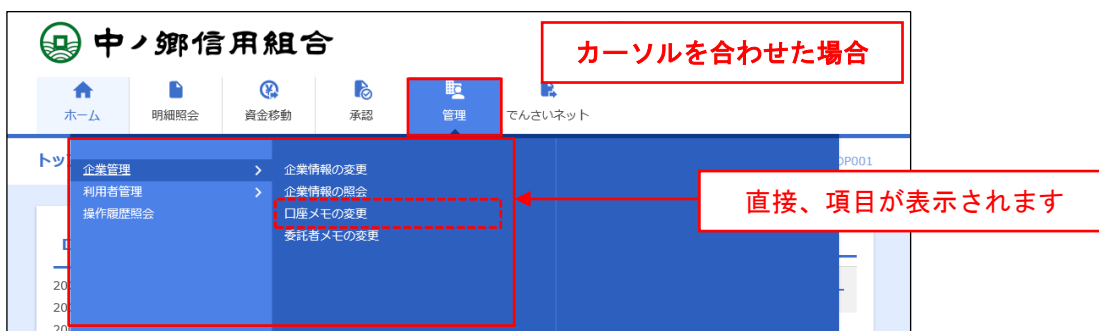 中ノ郷信用組合
カーソルを合わせた場合
ホーム 明細照会 資金移動 承認 管理 でんさいネット
トッ
企業管理 企業情報の変更
利用者管理 企業情報の照会
操作履歴照会 口座メモの変更
委託者メモの変更
直接、項目が表示されます
OP001
20
20
20